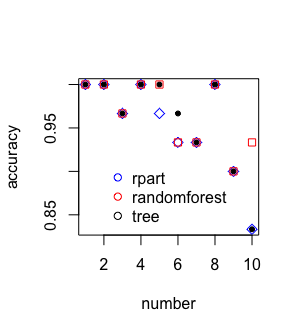 accuracy
0.95
0.85
rpart
randomforest
tree
2 4 6 8 10
number